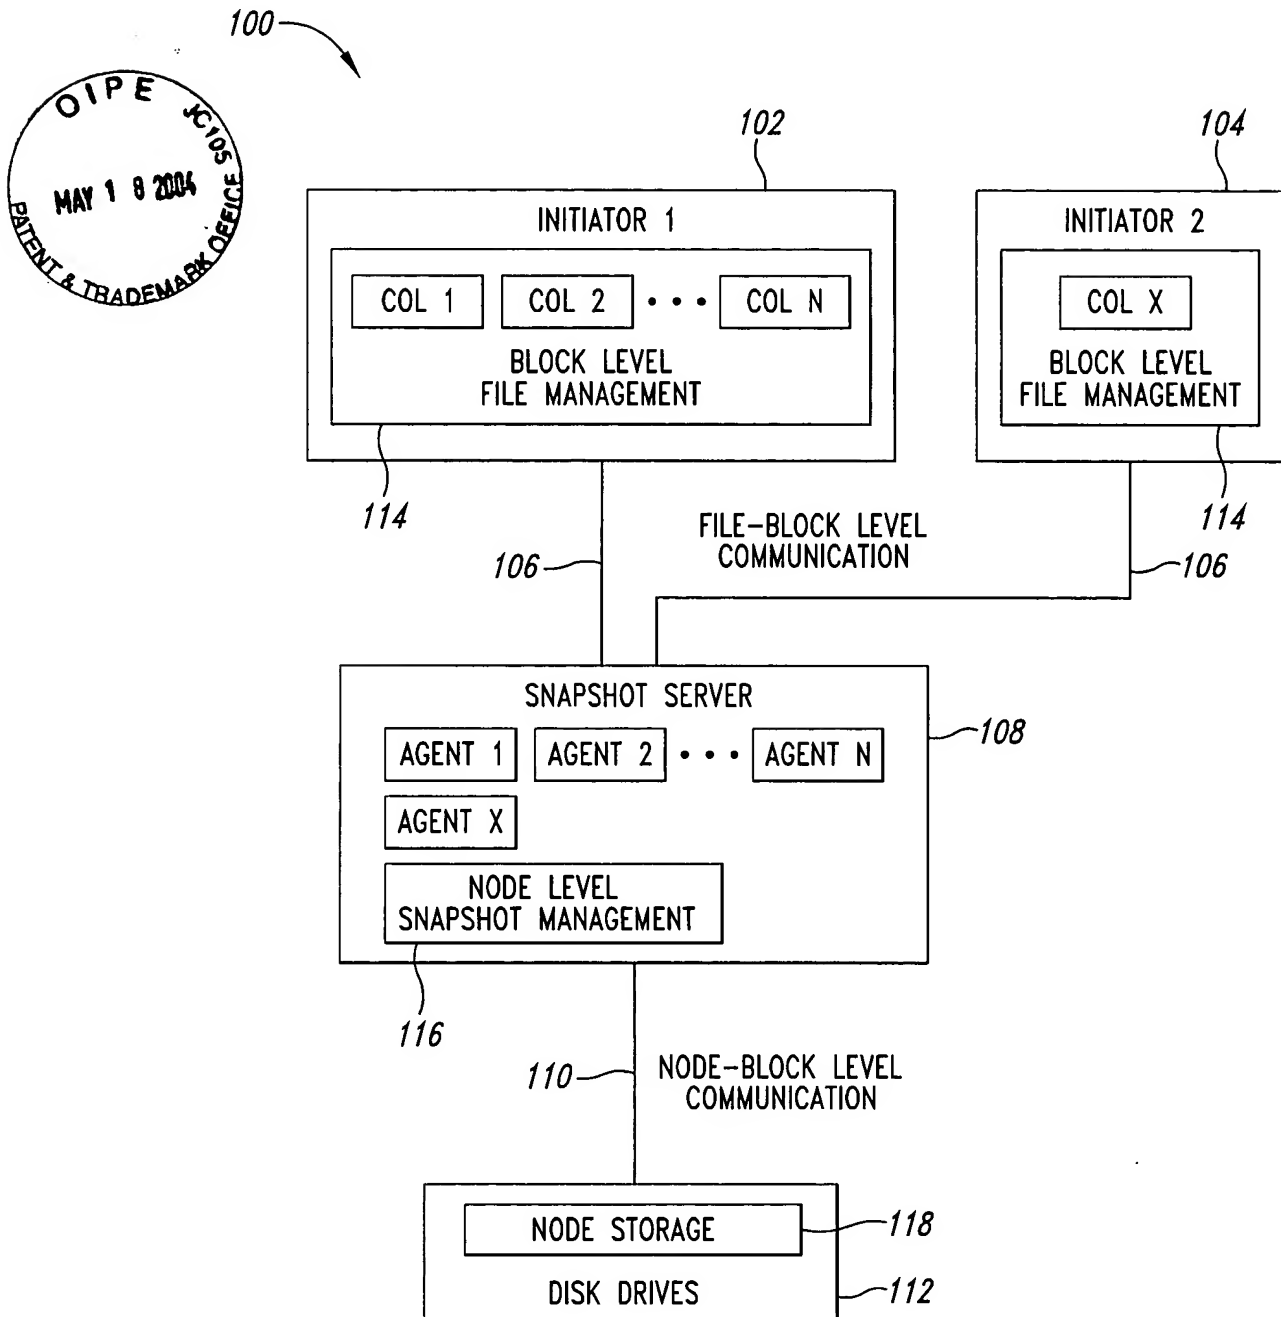 100
OIPE JC105
MAY 18 2004
PATENT & TRADEMARK OFFICE
102
104
INITIATOR 1
COL 1 COL 2 • • • COL N
BLOCK LEVEL
FILE MANAGEMENT
114
INITIATOR 2
COL X
BLOCK LEVEL
FILE MANAGEMENT
114
FILE-BLOCK LEVEL
COMMUNICATION
106
106
SNAPSHOT SERVER
108
AGENT 1 AGENT 2 • • • AGENT N
AGENT X
NODE LEVEL
SNAPSHOT MANAGEMENT
116
110
NODE-BLOCK LEVEL
COMMUNICATION
NODE STORAGE
118
DISK DRIVES
112